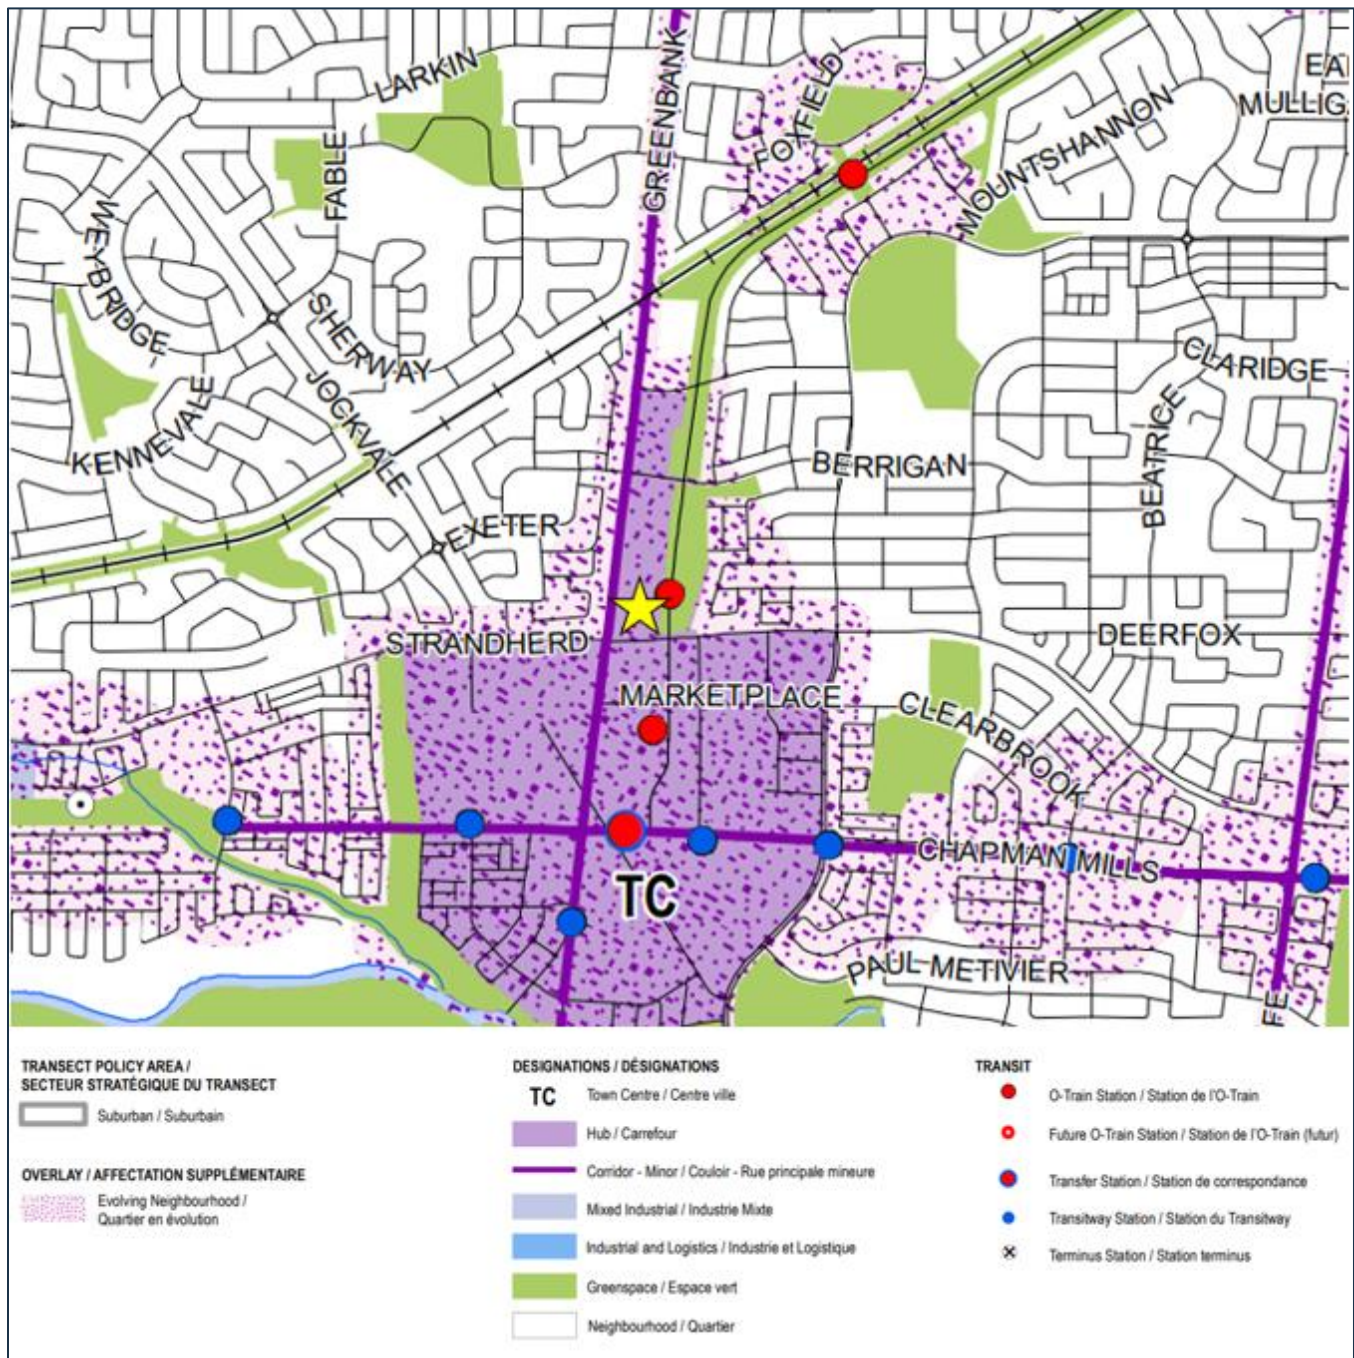 LARKIN
GREENBANK
FOXFIELD
EA
MULLIG
FABLE
MOUNTSHANNON
WEYBRIDGE
SHERWAY
CLARIDGE
JOCKVALE
KENNEVALE
BERRIGAN
BEATRICE
EXETER
STRANDHERD
DEERFOX
MARKETPLACE
CLEARBROOK
CHAPMAN MILLS
TC
PAUL METIVIER
FE
TRANSECT POLICY AREA /
SECTEUR STRATÉGIQUE DU TRANSECT
Suburban / Suburbain
OVERLAY / AFFECTATION SUPPLÉMENTAIRE
Evolving Neighbourhood /
Quartier en évolution
DESIGNATIONS / DÉSIGNATIONS
TC Town Centre / Centre ville
Hub / Carrefour
Corridor - Minor / Couloir - Rue principale mineure
Mixed Industrial / Industrie Mixte
Industrial and Logistics / Industrie et Logistique
Greenspace / Espace vert
Neighbourhood / Quartier
TRANSIT
O-Train Station / Station de l'O-Train
Future O-Train Station / Station de l'O-Train (futur)
Transfer Station / Station de correspondance
Transitway Station / Station du Transitway
Terminus Station / Station terminus